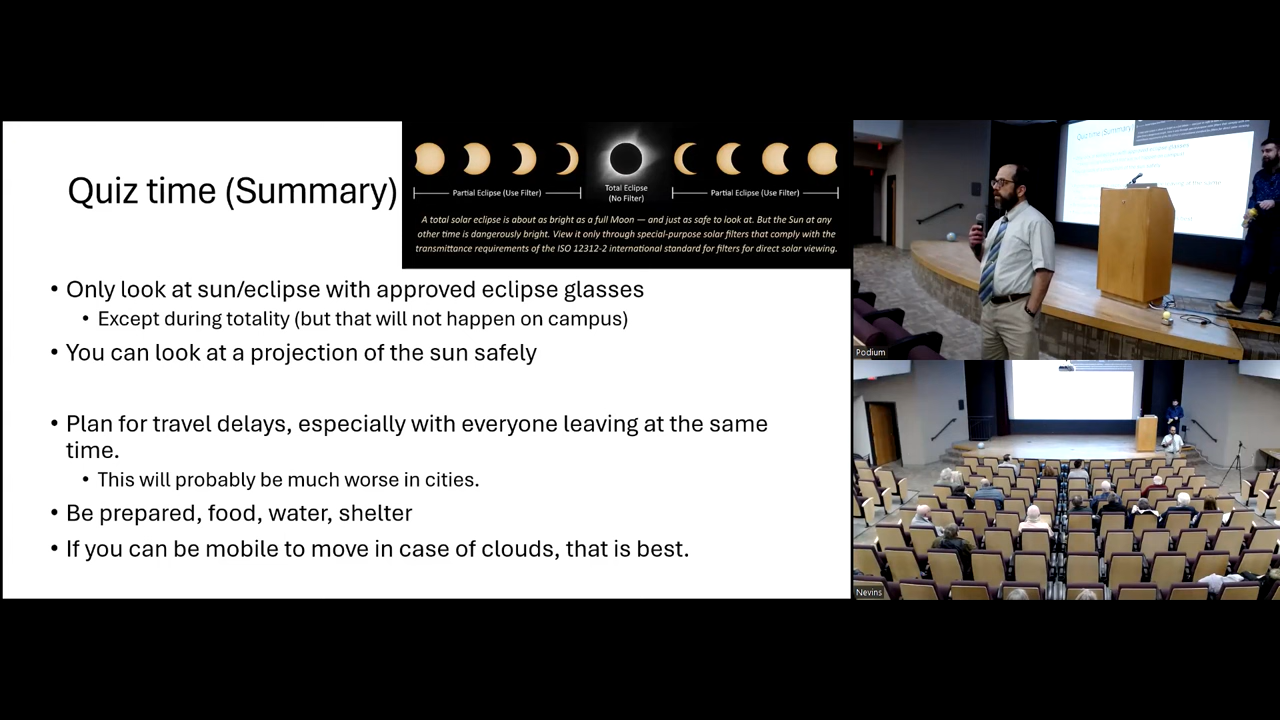 Quiz time (Summary)
Partial Eclipse (Use Filter)
Total Eclipse
(No Filter)
Partial Eclipse (Use Filter)
A total solar eclipse is about as bright as a full Moon — and just as safe to look at. But the Sun at any
other time is dangerously bright. View it only through special-purpose solar filters that comply with the
transmittance requirements of the ISO 12312-2 international standard for filters for direct solar viewing.
• Only look at sun/eclipse with approved eclipse glasses
• Except during totality (but that will not happen on campus)
• You can look at a projection of the sun safely
• Plan for travel delays, especially with everyone leaving at the same
time.
• This will probably be much worse in cities.
• Be prepared, food, water, shelter
• If you can be mobile to move in case of clouds, that is best.
Quiz time (Summary)
Podium
Nevins